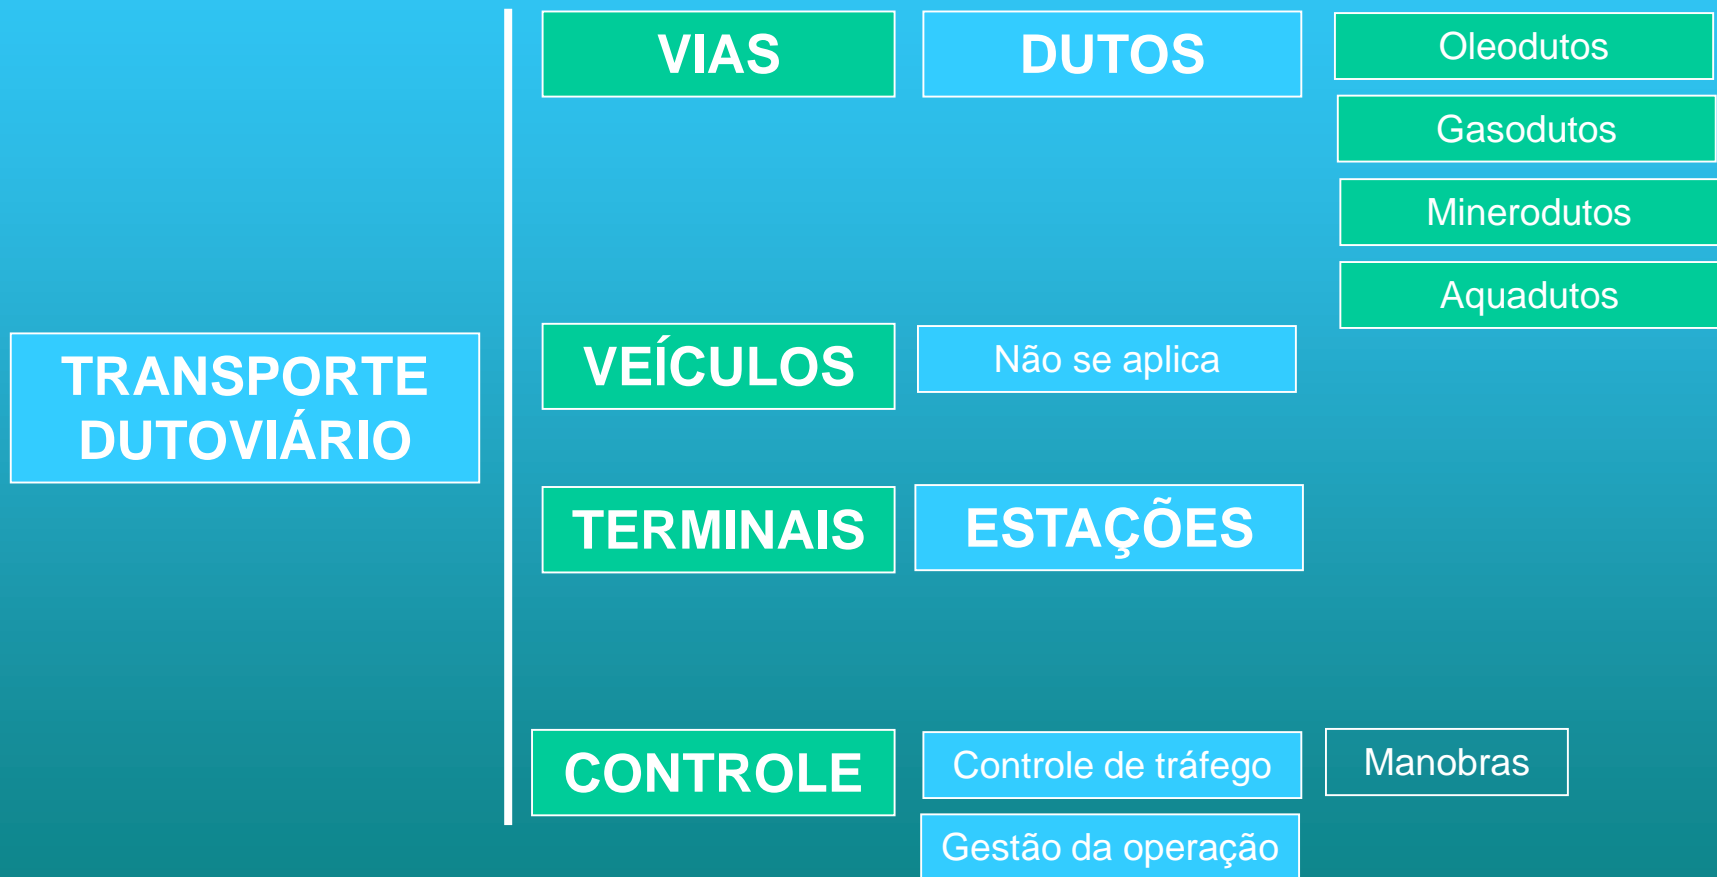 VIAS
DUTOS
Oleodutos
Gasodutos
Minerodutos
Aquadutos
TRANSPORTE
DUTOVIÁRIO
VEÍCULOS
Não se aplica
TERMINAIS
ESTAÇÕES
CONTROLE
Controle de tráfego
Manobras
Gestão da operação